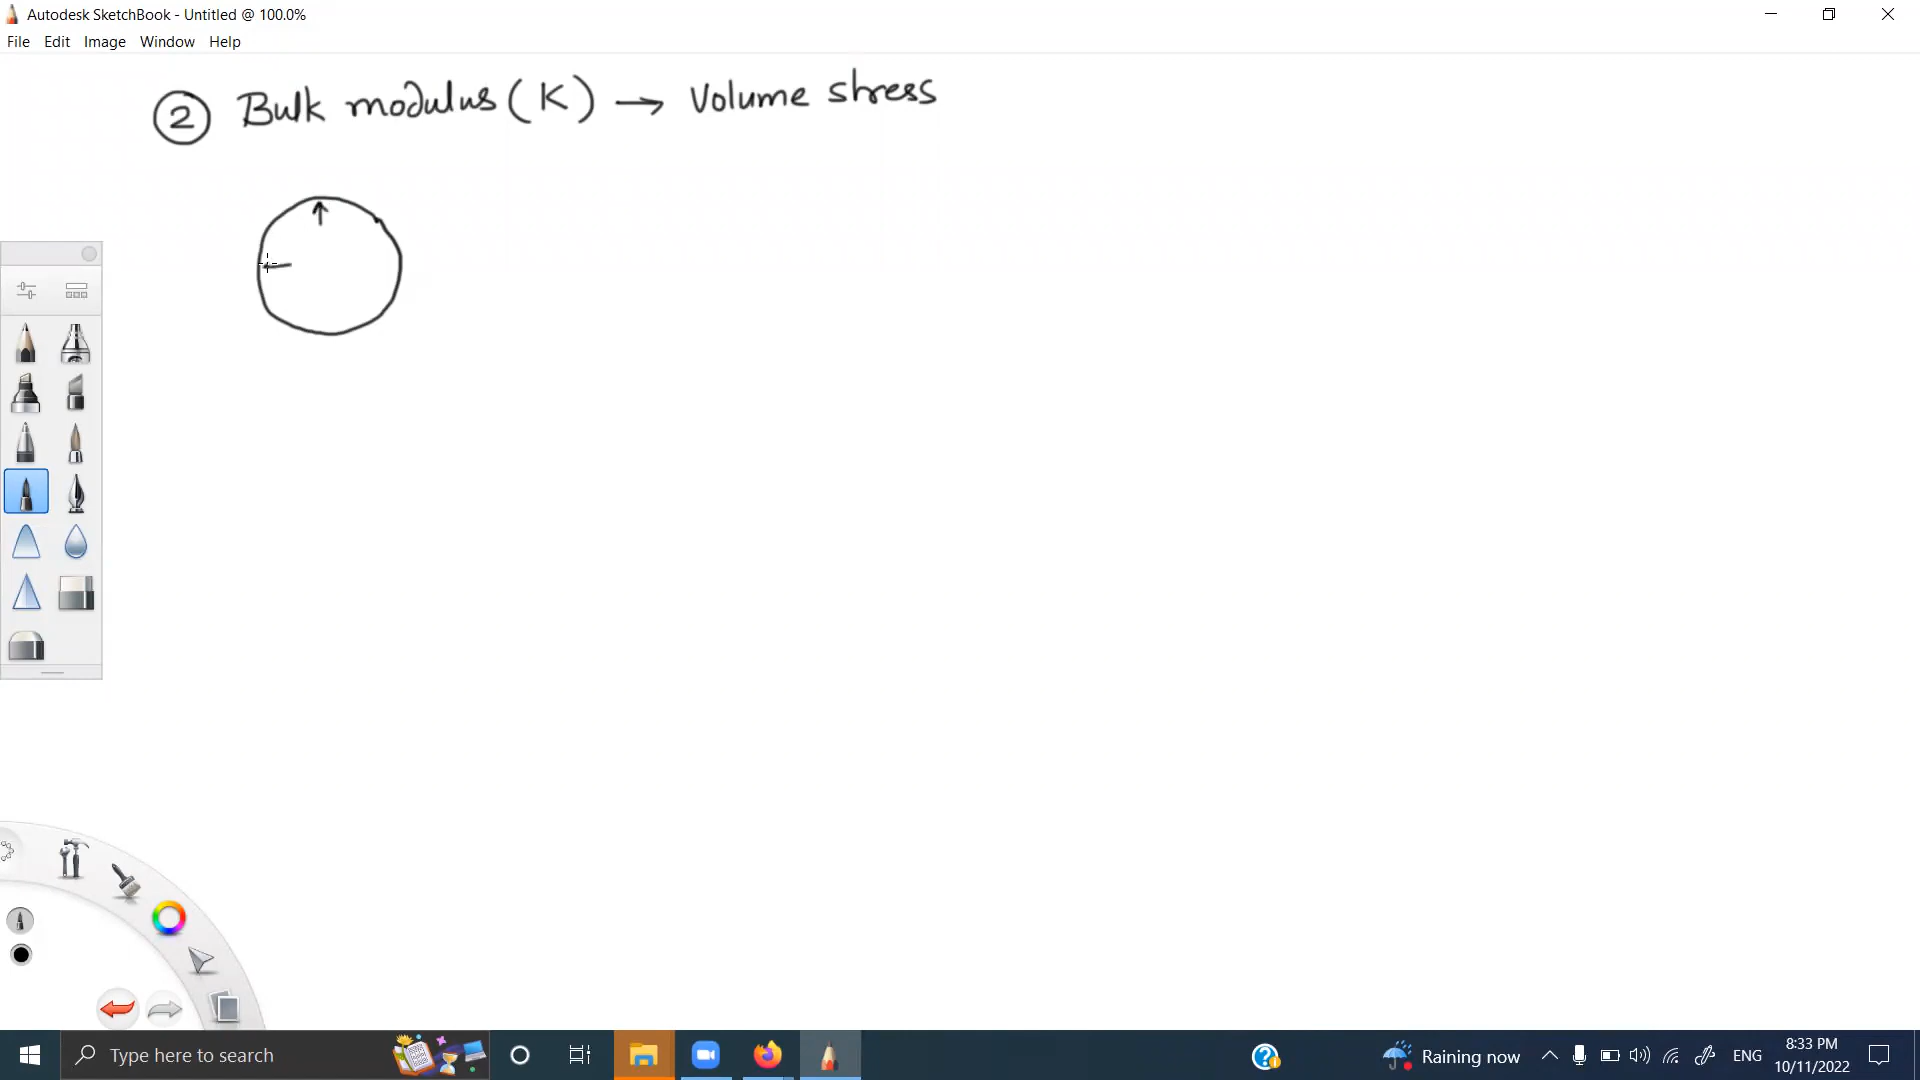 Autodesk SketchBook - Untitled @ 100.0%
File Edit Image Window Help
② Bulk modulus (K) → Volume stress
Type here to search
Raining now
ENG
8:33 PM
10/11/2022